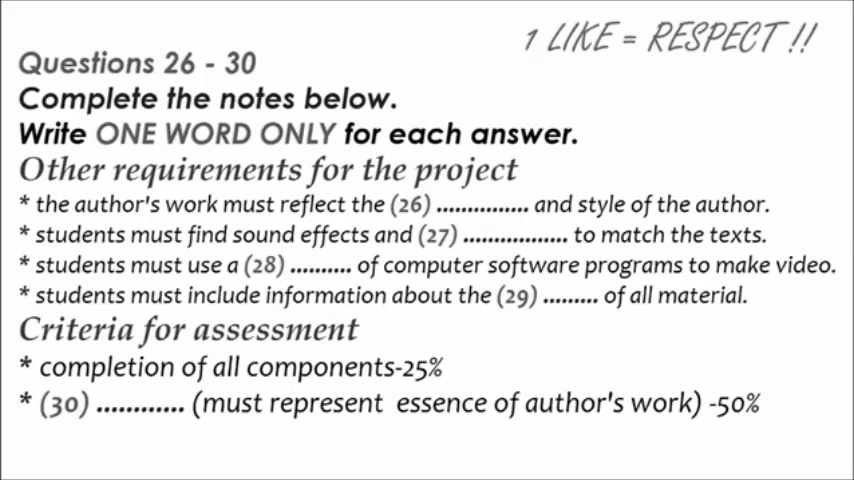 1 LIKE = RESPECT !!
Questions 26 - 30
Complete the notes below.
Write ONE WORD ONLY for each answer.
Other requirements for the project
* the author's work must reflect the (26) ............... and style of the author.
* students must find sound effects and (27) ................. to match the texts.
* students must use a (28) .......... of computer software programs to make video.
* students must include information about the (29) ......... of all material.
Criteria for assessment
* completion of all components-25%
* (30) ............ (must represent essence of author's work) -50%